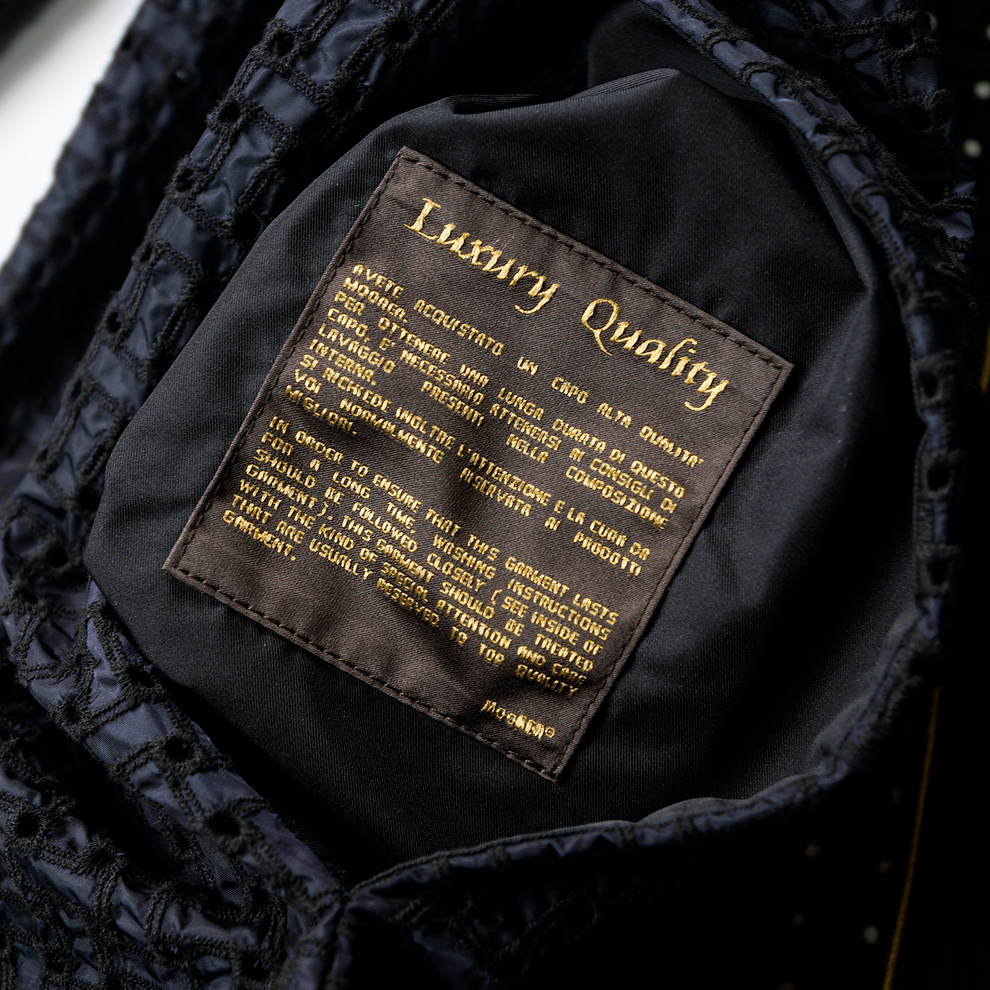 Luxury Quality
AVETE ACQUISTATO UN CAPO ALTA QUALITA'
MOOREA.
PER OTTENERE UNA LUNGA DURATA DI QUESTO
CAPO, E' NECESSARIO ATTENERSI AI CONSIGLI DI
LAVAGGIO PRESENTI NELLA COMPOSIZIONE
INTERNA.
SI RICHIEDE INOLTRE L'ATTENZIONE E LA CURA DA
VOI NORMALMENTE RISERVATA AI PRODOTTI
MIGLIORI.
IN ORDER TO ENSURE THAT THIS GARMENT LASTS
FOR A LONG TIME, WASHING INSTRUCTIONS
SHOULD BE FOLLOWED CLOSELY ( SEE INSIDE OF
GARMENT ). THIS GARMENT SHOULD BE TREATED
WITH THE KIND OF SPECIAL ATTENTION AND CARE
THAT ARE USUALLY RESERVED TO TOP QUALITY
GARMENT.